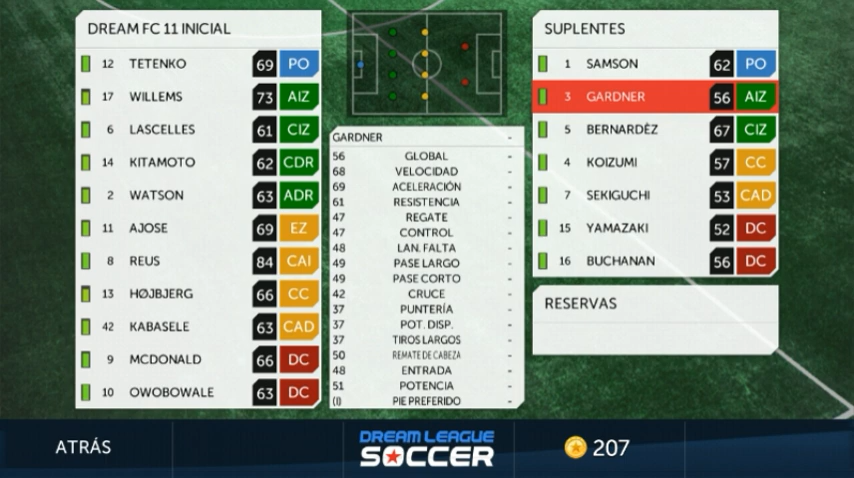 DREAM FC 11 INICIAL
12 TETENKO 69 PO
17 WILLEMS 73 AIZ
6 LASCELLES 61 CIZ
14 KITAMOTO 62 CDR
2 WATSON 63 ADR
11 AJOSE 69 EZ
8 REUS 84 CAI
13 HØJBJERG 66 CC
42 KABASELE 63 CAD
9 MCDONALD 66 DC
10 OWOBOWALE 63 DC
GARDNER -
56 GLOBAL -
68 VELOCIDAD -
69 ACELERACIÓN -
61 RESISTENCIA -
47 REGATE -
47 CONTROL -
48 LAN. FALTA -
49 PASE LARGO -
49 PASE CORTO -
42 CRUCE -
37 PUNTERÍA -
37 POT. DISP. -
37 TIROS LARGOS -
50 REMATE DE CABEZA -
48 ENTRADA -
51 POTENCIA -
(I) PIE PREFERIDO -
SUPLENTES
1 SAMSON 62 PO
3 GARDNER 56 AIZ
5 BERNARDÈZ 67 CIZ
4 KOIZUMI 57 CC
7 SEKIGUCHI 53 CAD
15 YAMAZAKI 52 DC
16 BUCHANAN 56 DC
RESERVAS
ATRÁS
DREAM LEAGUE
SOCCER
207